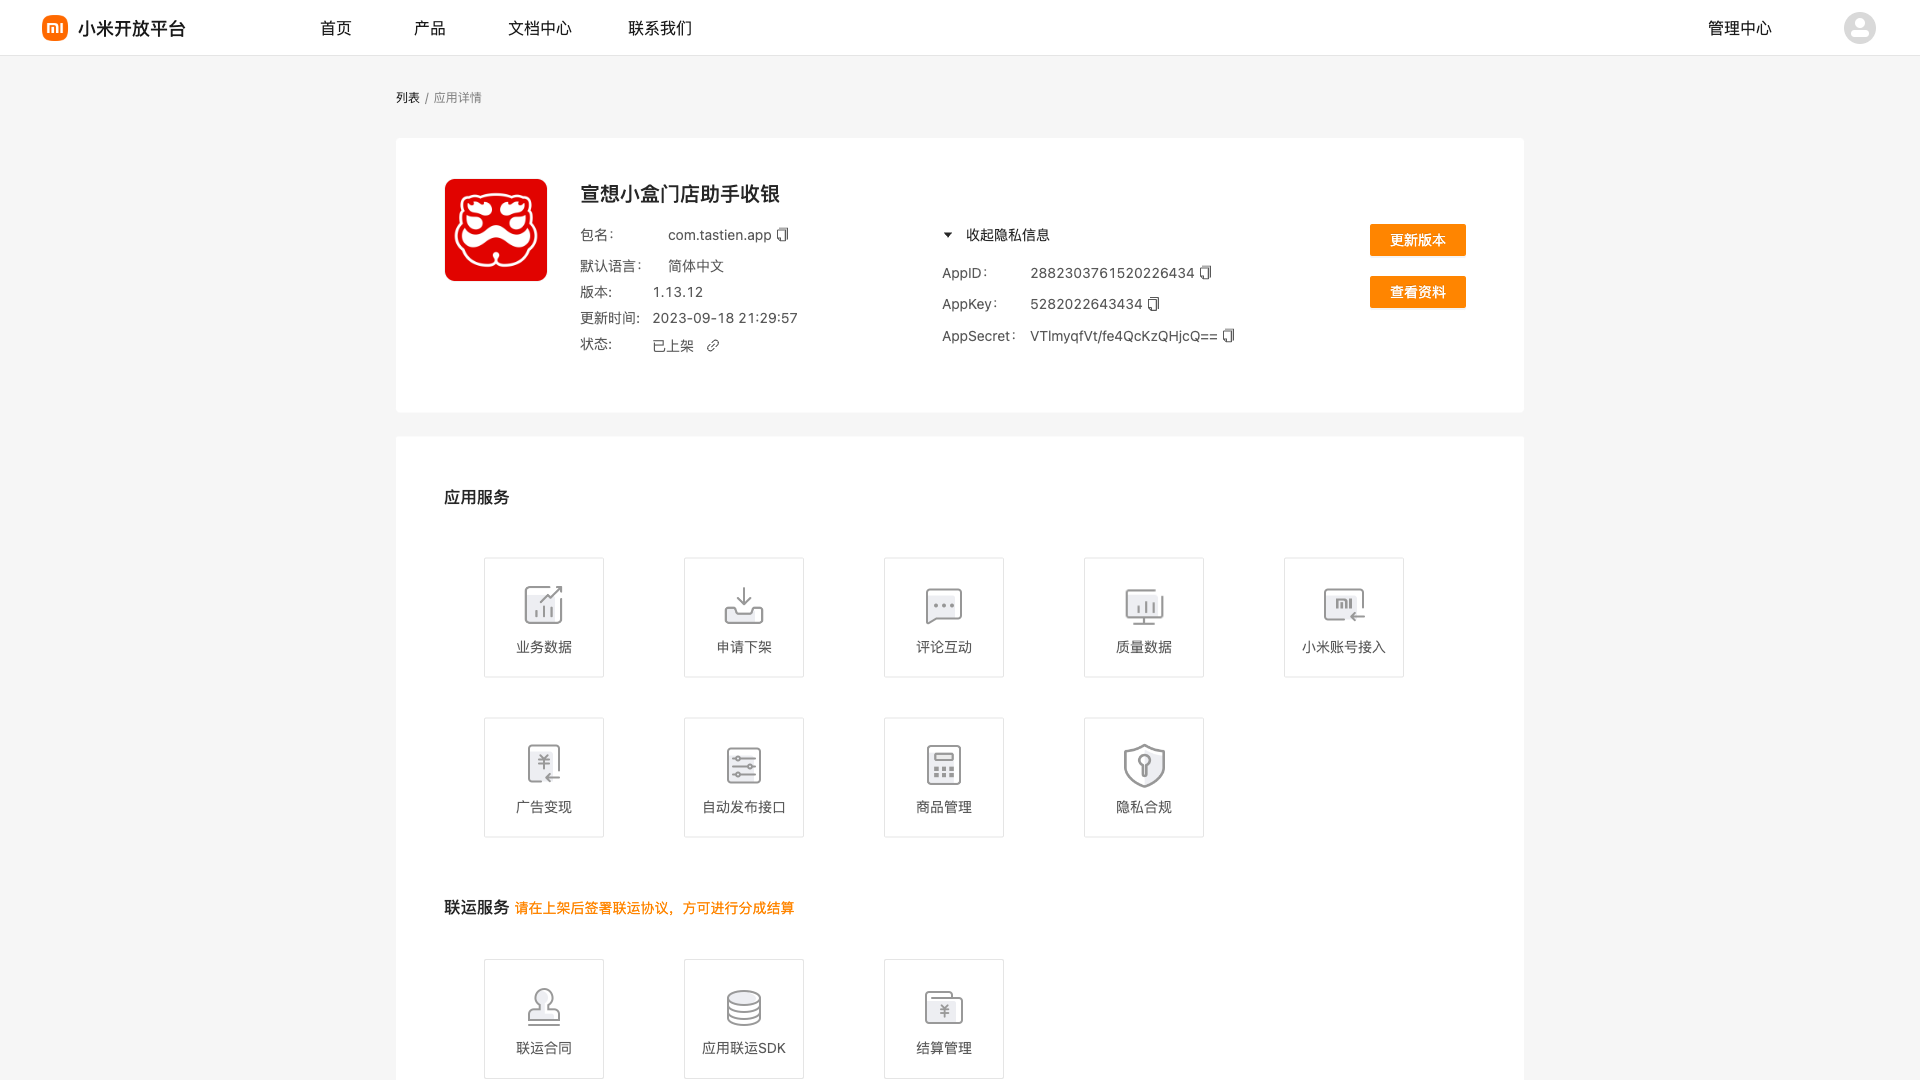 小米开放平台
首页
产品
文档中心
联系我们
管理中心
列表 / 应用详情
宣想小盒门店助手收银
包名：
com.tastien.app
默认语言：
简体中文
版本:
1.13.12
更新时间:
2023-09-18 21:29:57
状态:
已上架
收起隐私信息
AppID：
2882303761520226434
AppKey：
5282022643434
AppSecret：
VTlmyqfVt/fe4QcKzQHjcQ==
更新版本
查看资料
应用服务
业务数据
申请下架
评论互动
质量数据
小米账号接入
广告变现
自动发布接口
商品管理
隐私合规
联运服务 请在上架后签署联运协议，方可进行分成结算
联运合同
应用联运SDK
结算管理